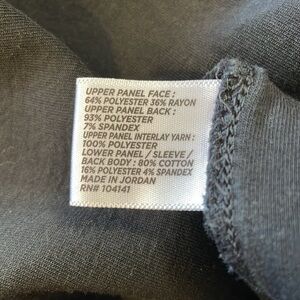 UPPER PANEL FACE :
64% POLYESTER 36% RAYON
UPPER PANEL BACK :
93% POLYESTER
7% SPANDEX
UPPER PANEL INTERLAY YARN :
100% POLYESTER
LOWER PANEL / SLEEVE /
BACK BODY : 80% COTTON
16% POLYESTER 4% SPANDEX
MADE IN JORDAN
RN# 104141